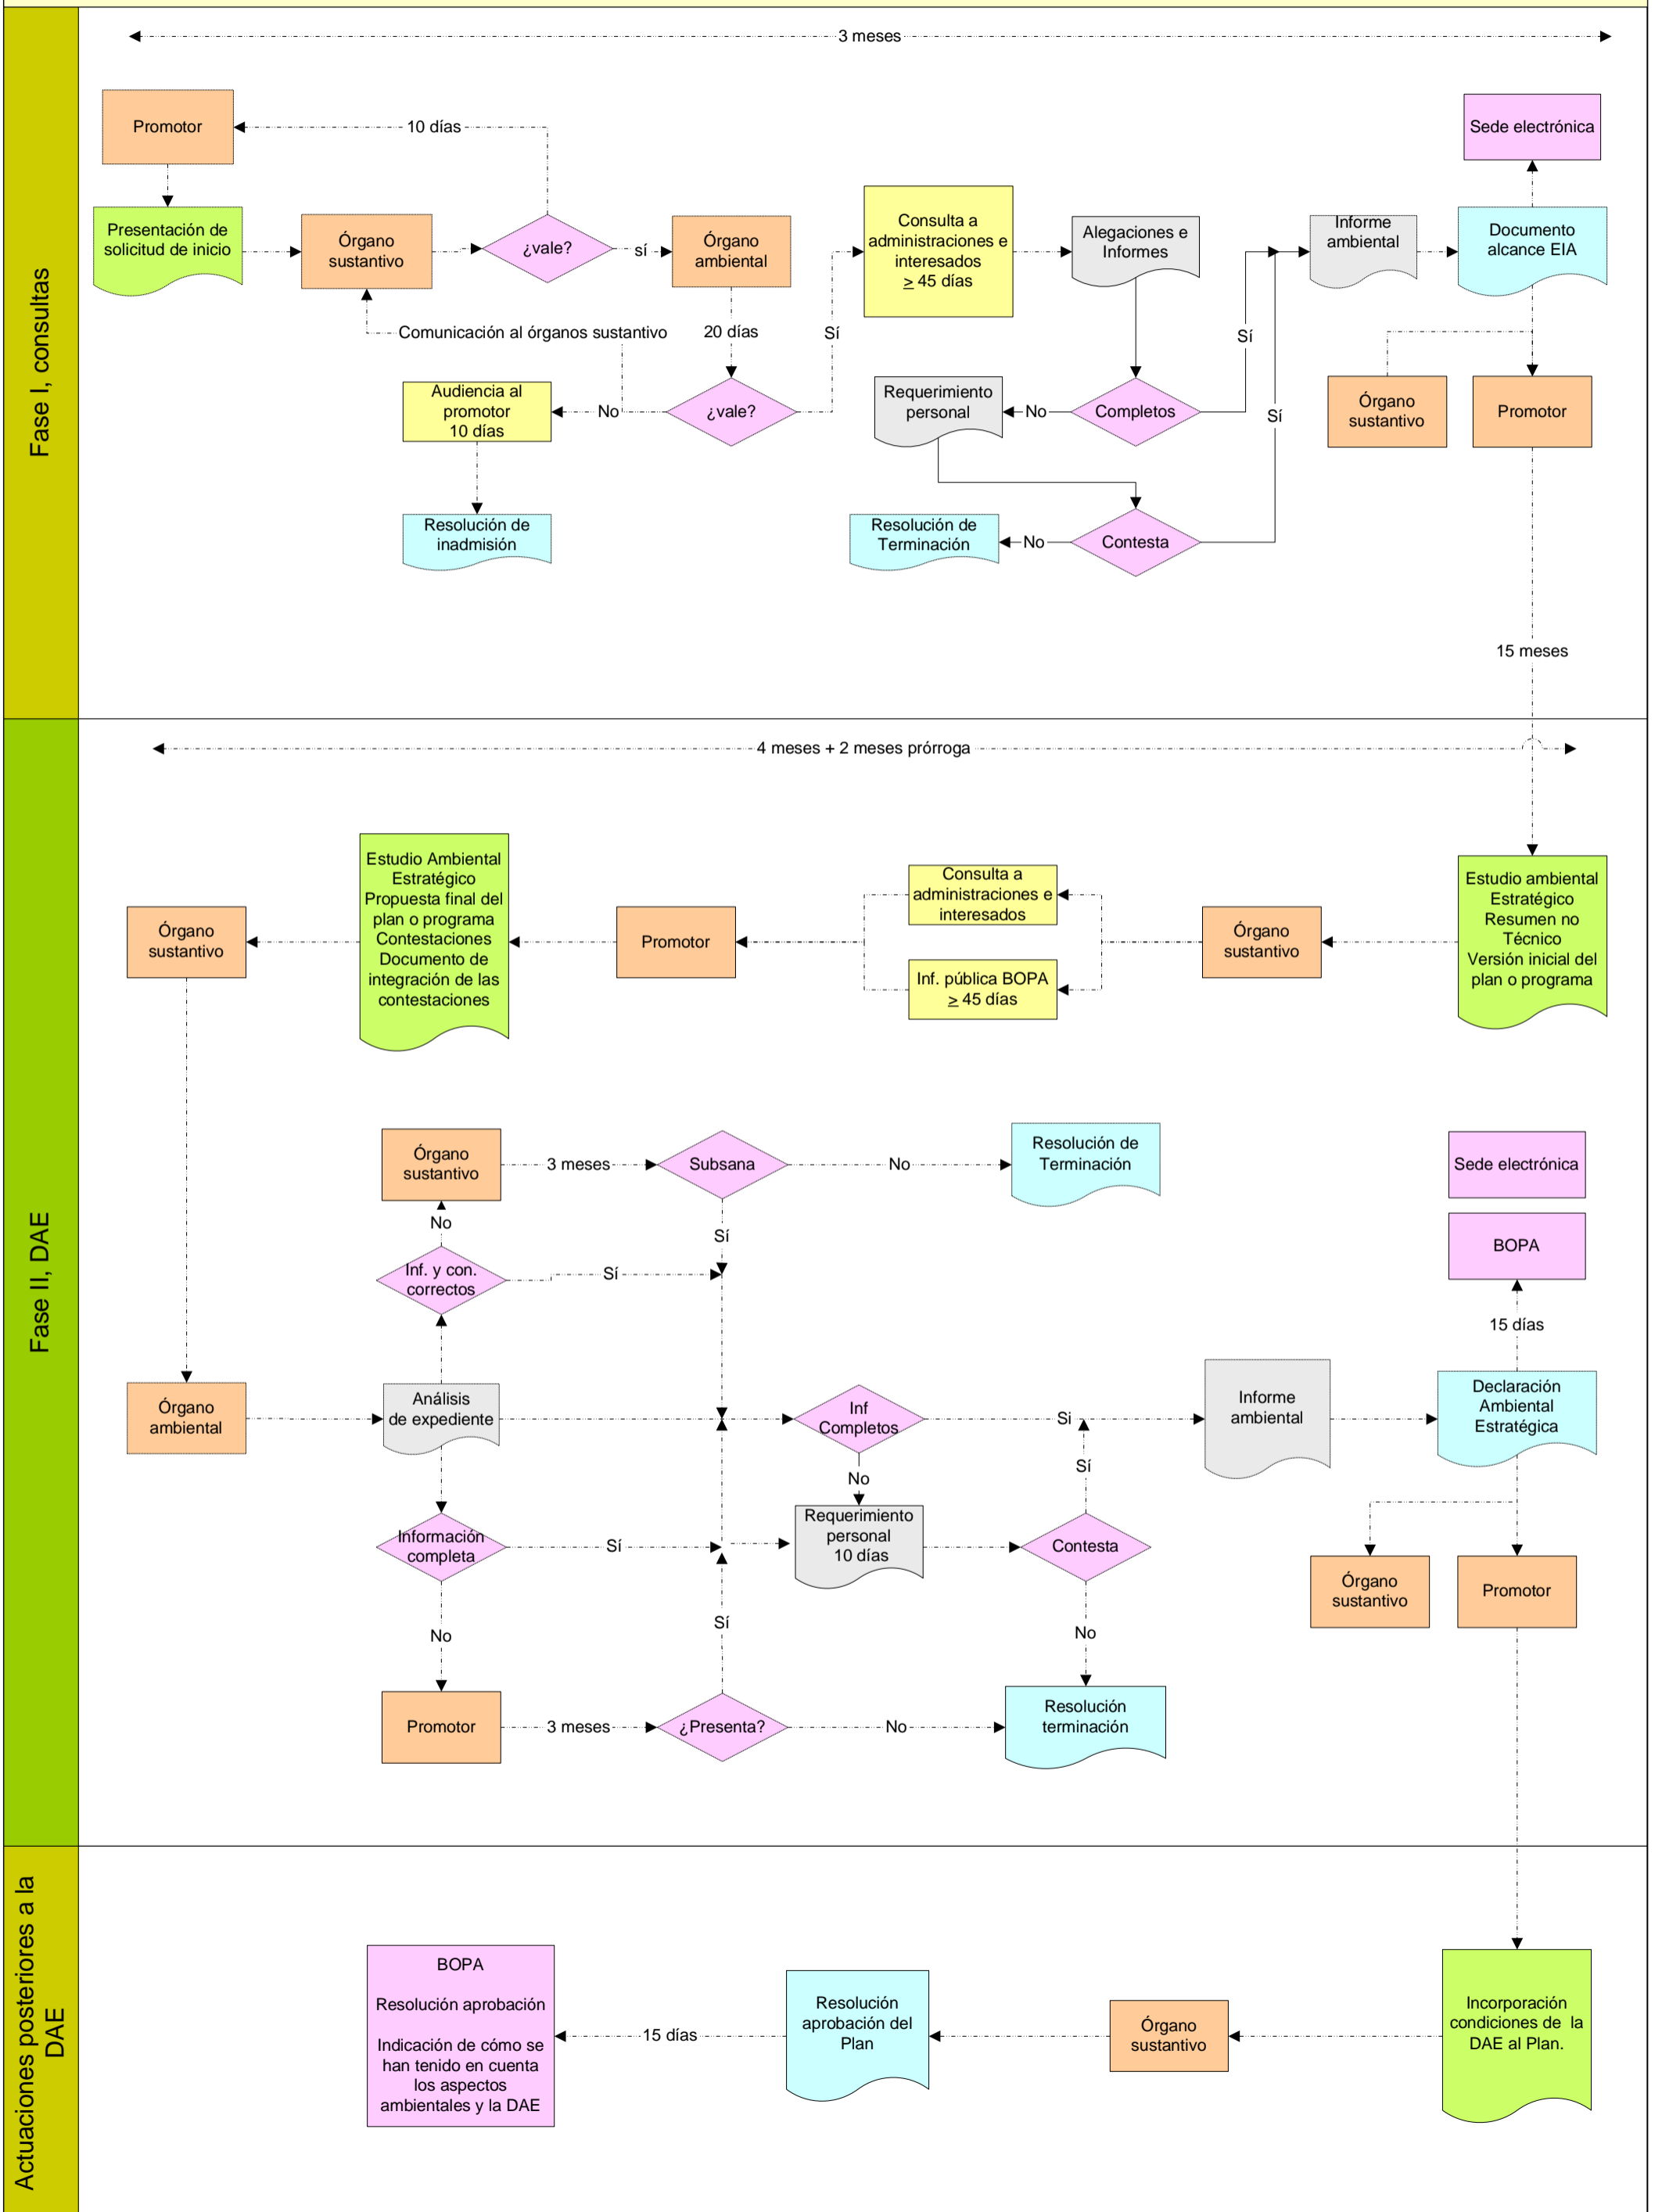 Fase I, consultas
3 meses
Promotor
10 días
Sede electrónica
Presentación de
solicitud de inicio
Órgano
sustantivo
¿vale?
sí
Órgano
ambiental
Consulta a
administraciones e
interesados
≥ 45 días
Alegaciones e
Informes
Informe
ambiental
Documento
alcance EIA
Comunicación al órganos sustantivo
20 días
Sí
Sí
Audiencia al
promotor
10 días
No
¿vale?
Requerimiento
personal
No
Completos
Sí
Órgano
sustantivo
Promotor
Resolución de
inadmisión
Resolución de
Terminación
No
Contesta
15 meses
Fase II, DAE
4 meses + 2 meses prórroga
Estudio Ambiental
Estratégico
Propuesta final del
plan o programa
Contestaciones
Documento de
integración de las
contestaciones
Órgano
sustantivo
Promotor
Consulta a
administraciones e
interesados
Inf. pública BOPA
≥ 45 días
Órgano
sustantivo
Estudio ambiental
Estratégico
Resumen no
Técnico
Versión inicial del
plan o programa
Órgano
sustantivo
3 meses
Subsana
No
Resolución de
Terminación
Sede electrónica
No
Sí
BOPA
Inf. y con.
correctos
Sí
15 días
Órgano
ambiental
Análisis
de expediente
Inf
Completos
Si
Informe
ambiental
Declaración
Ambiental
Estratégica
No
Sí
Información
completa
Sí
Requerimiento
personal
10 días
Contesta
Órgano
sustantivo
Promotor
No
Sí
No
Promotor
3 meses
¿Presenta?
No
Resolución
terminación
Actuaciones posteriores a la
DAE
BOPA
Resolución aprobación
Indicación de cómo se
han tenido en cuenta
los aspectos
ambientales y la DAE
15 días
Resolución
aprobación del
Plan
Órgano
sustantivo
Incorporación
condiciones de la
DAE al Plan.